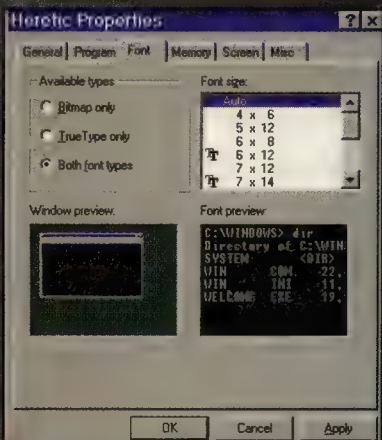 Heretic Properties
General Program Font Memory Screen Misc
Available types
Bitmap only
TrueType only
Both font types
Font size:
Auto
4 x 6
5 x 12
6 x 8
6 x 12
7 x 12
7 x 14
Window preview:
Font preview:
C:\WINDOWS> dir
Directory of C:\WIN
SYSTEM <DIR>
WIN COM 22,
WIN INI 11,
WELCOME EXE 19,
OK Cancel Apply